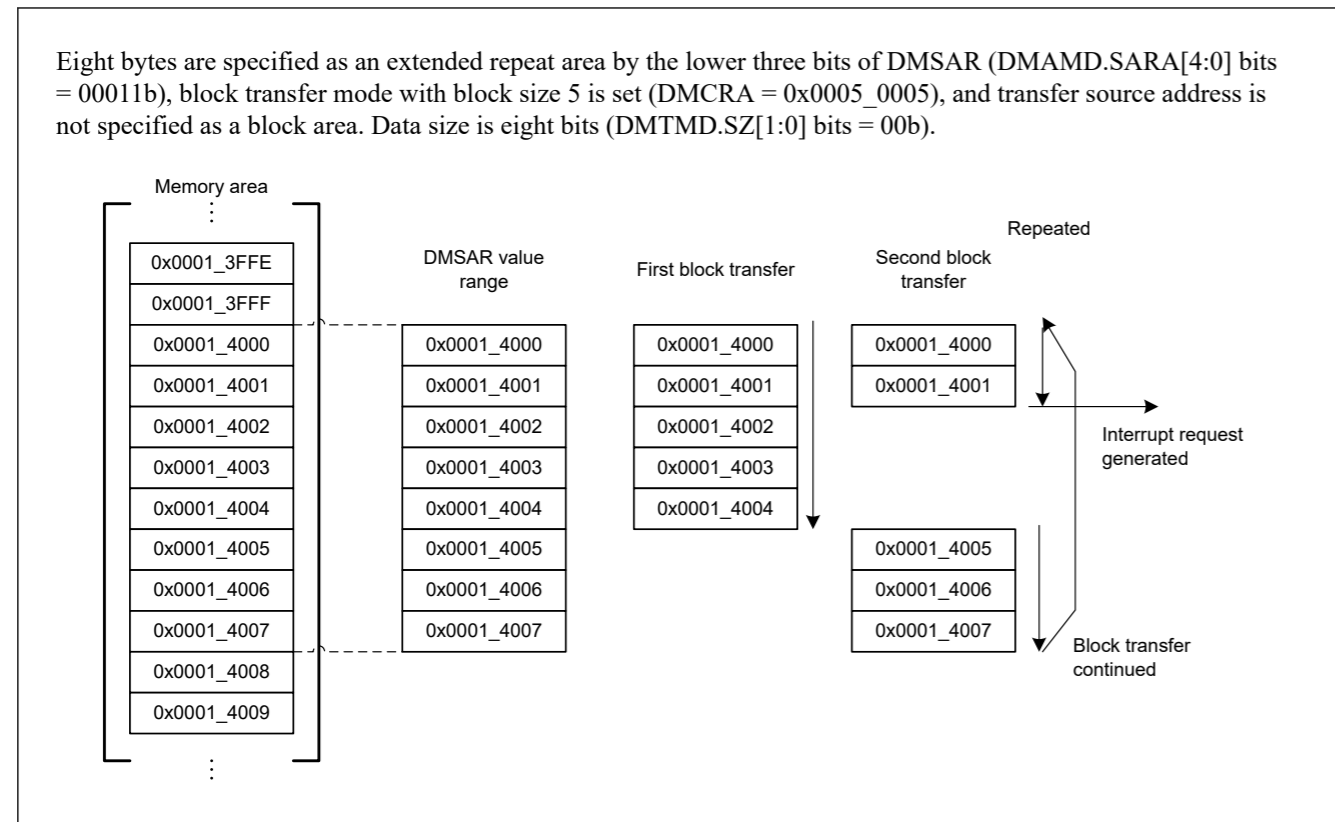 Eight bytes are specified as an extended repeat area by the lower three bits of DMSAR (DMAMD.SARA[4:0] bits
= 00011b), block transfer mode with block size 5 is set (DMCRA = 0x0005_0005), and transfer source address is
not specified as a block area. Data size is eight bits (DMTMD.SZ[1:0] bits = 00b).
Memory area
0x0001_3FFE
0x0001_3FFF
0x0001_4000
0x0001_4001
0x0001_4002
0x0001_4003
0x0001_4004
0x0001_4005
0x0001_4006
0x0001_4007
0x0001_4008
0x0001_4009
DMSAR value
range
0x0001_4000
0x0001_4001
0x0001_4002
0x0001_4003
0x0001_4004
0x0001_4005
0x0001_4006
0x0001_4007
First block transfer
0x0001_4000
0x0001_4001
0x0001_4002
0x0001_4003
0x0001_4004
Second block
transfer
0x0001_4000
0x0001_4001
0x0001_4005
0x0001_4006
0x0001_4007
Repeated
Interrupt request
generated
Block transfer
continued